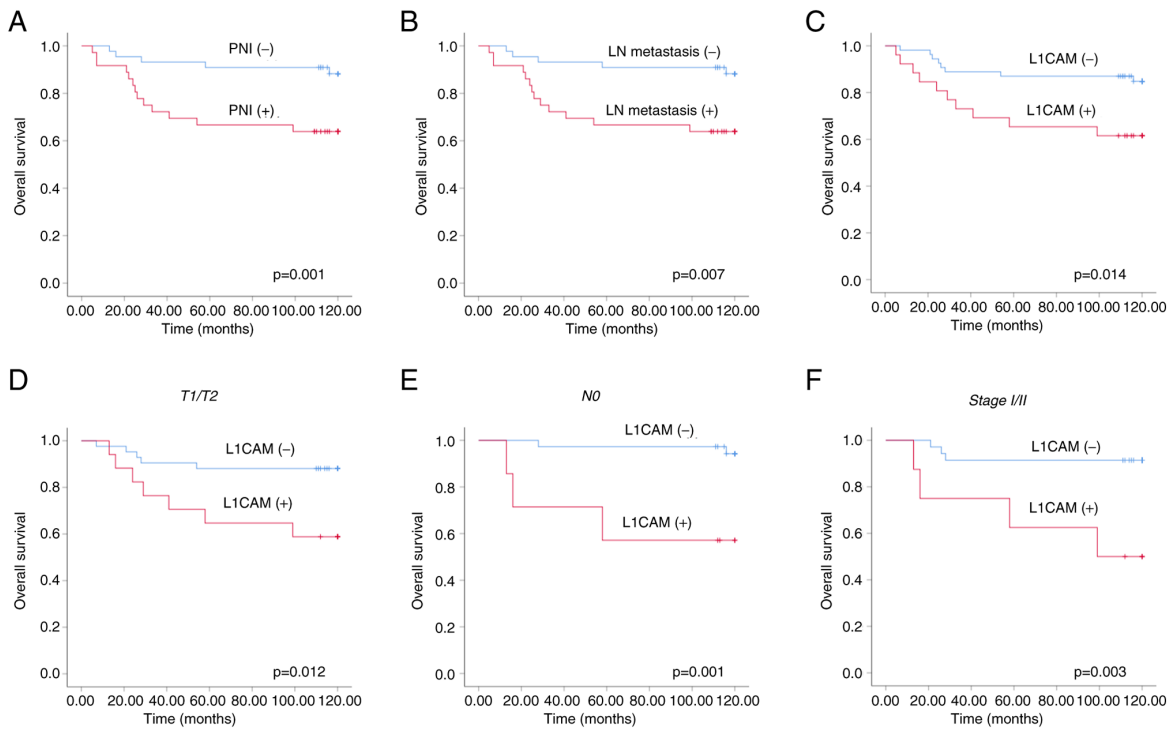 A
1.0
0.8
0.6
0.4
0.2
0.0
Overall survival
PNI (−)
PNI (+)
p=0.001
0.00 20.00 40.00 60.00 80.00 100.00 120.00
Time (months)
B
1.0
0.8
0.6
0.4
0.2
0.0
Overall survival
LN metastasis (−)
LN metastasis (+)
p=0.007
0.00 20.00 40.00 60.00 80.00 100.00 120.00
Time (months)
C
1.0
0.8
0.6
0.4
0.2
0.0
Overall survival
L1CAM (−)
L1CAM (+)
p=0.014
0.00 20.00 40.00 60.00 80.00 100.00 120.00
Time (months)
D
T1/T2
1.0
0.8
0.6
0.4
0.2
0.0
Overall survival
L1CAM (−)
L1CAM (+)
p=0.012
0.00 20.00 40.00 60.00 80.00 100.00 120.00
Time (months)
E
N0
1.0
0.8
0.6
0.4
0.2
0.0
Overall survival
L1CAM (−)
L1CAM (+)
p=0.001
0.00 20.00 40.00 60.00 80.00 100.00 120.00
Time (months)
F
Stage I/II
1.0
0.8
0.6
0.4
0.2
0.0
Overall survival
L1CAM (−)
L1CAM (+)
p=0.003
0.00 20.00 40.00 60.00 80.00 100.00 120.00
Time (months)